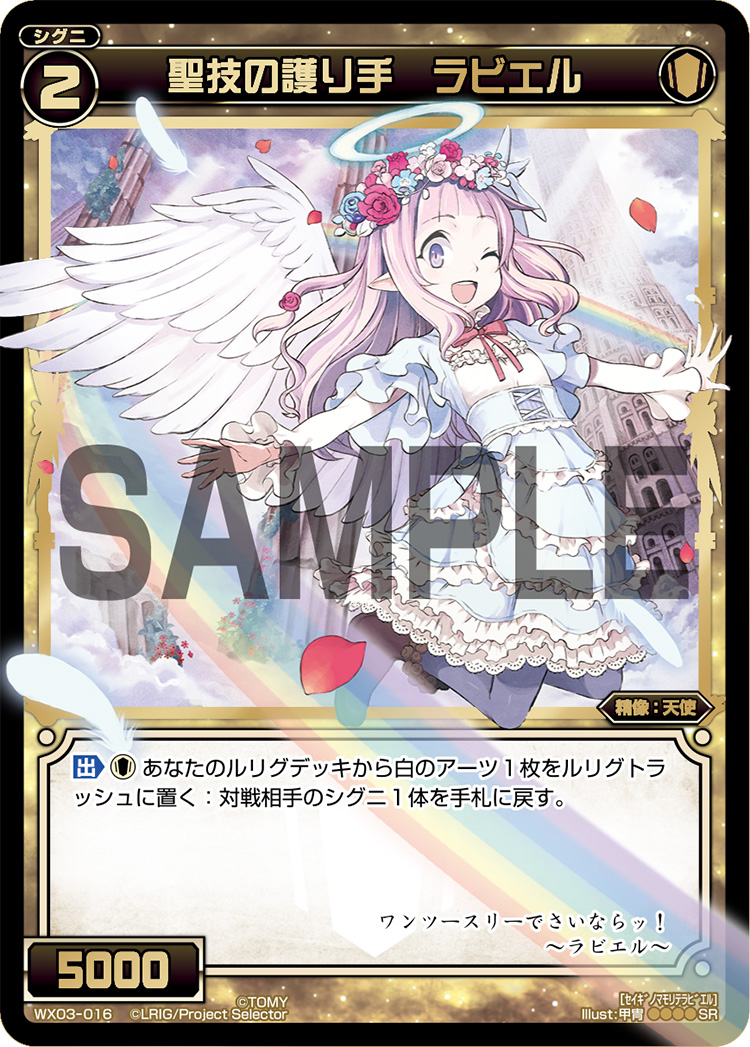 シグニ
2
聖技の護り手 ラビエル
SAMPLE
精像：天使
出 あなたのルリグデッキから白のアーツ１枚をルリグトラ
ッシュに置く：対戦相手のシグニ１体を手札に戻す。
ワンツースリーでさいならッ！
～ラビエル～
5000
©TOMY
WX03-016 ©LRIG/Project Selector
[セイギノマモリテラビエル]
Illust:甲冑 SR